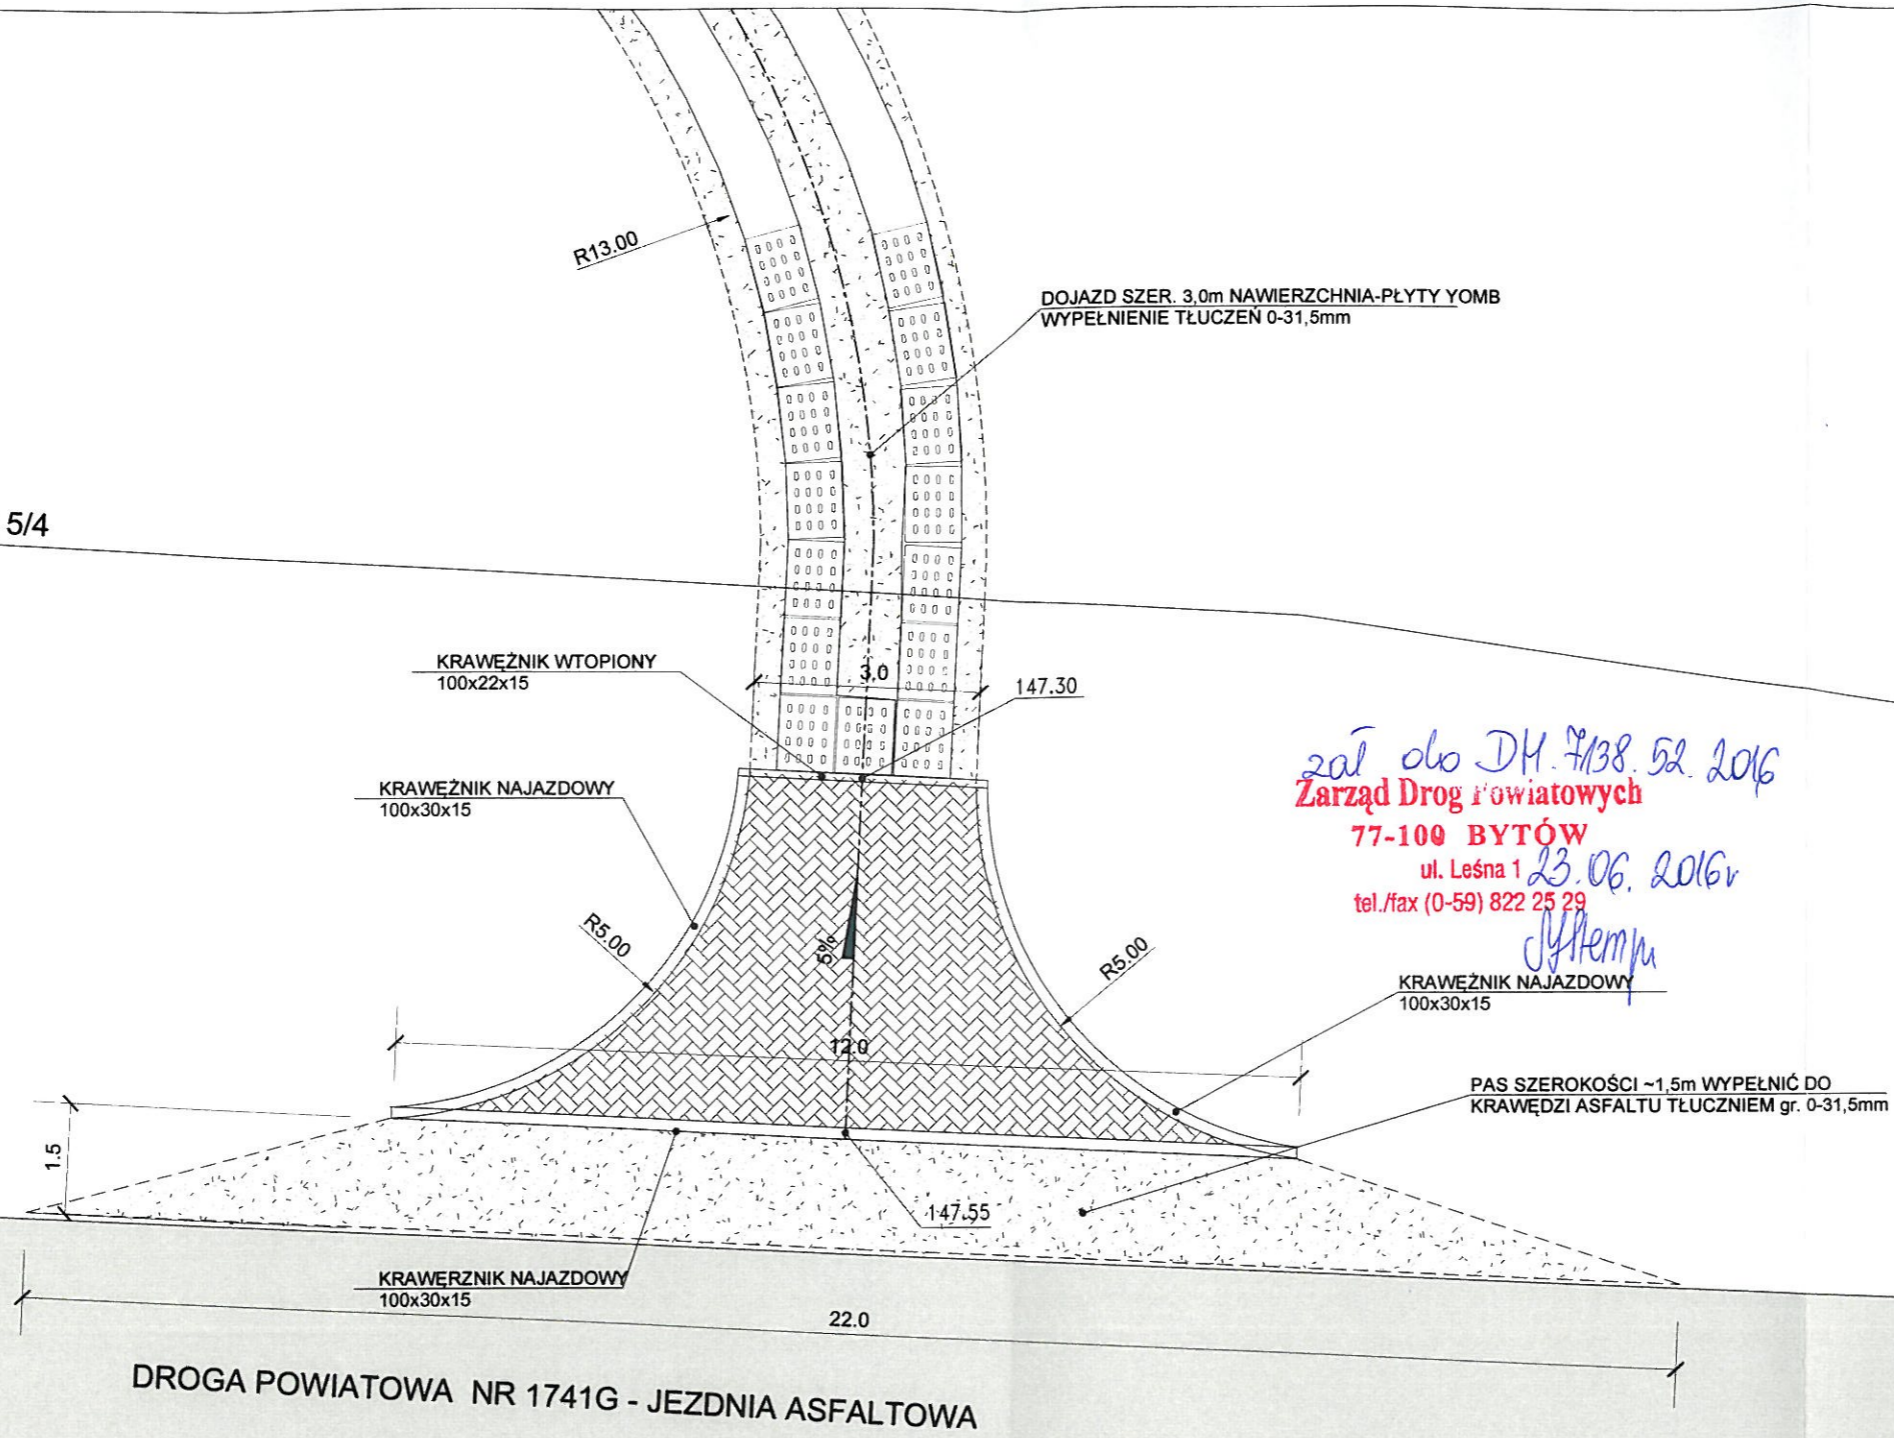 R13.00
DOJAZD SZER. 3,0m NAWIERZCHNIA-PŁYTY YOMB
WYPEŁNIENIE TŁUCZEŃ 0-31,5mm
5/4
KRAWĘŻNIK WTOPIONY
100x22x15
3,0
147.30
KRAWĘŻNIK NAJAZDOWY
100x30x15
zał do DM.7138.52.2016
Zarząd Drog Powiatowych
77-100 BYTÓW
ul. Leśna 1 23.06.2016r
tel./fax (0-59) 822 25 29
R5.00
5%
R5.00
KRAWĘŻNIK NAJAZDOWY
100x30x15
12.0
PAS SZEROKOŚCI ~1,5m WYPEŁNIĆ DO
KRAWĘDZI ASFALTU TŁUCZNIEM gr. 0-31,5mm
1.5
147.55
KRAWĘRZNIK NAJAZDOWY
100x30x15
22.0
DROGA POWIATOWA NR 1741G - JEZDNIA ASFALTOWA